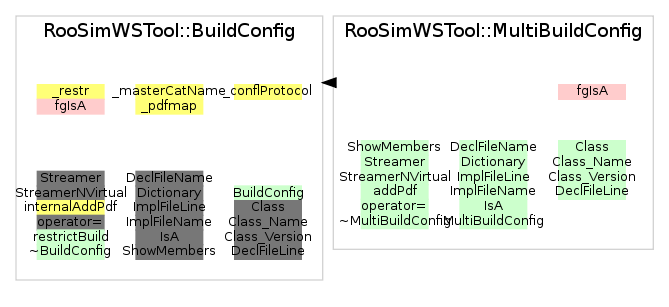 RooSimWSTool::BuildConfig
_restr
fgIsA
_masterCatName
_pdfmap
_conflProtocol
Streamer
StreamerNVirtual
internalAddPdf
operator=
restrictBuild
~BuildConfig
DeclFileName
Dictionary
ImplFileLine
ImplFileName
IsA
ShowMembers
BuildConfig
Class
Class_Name
Class_Version
DeclFileLine
RooSimWSTool::MultiBuildConfig
fgIsA
ShowMembers
Streamer
StreamerNVirtual
addPdf
operator=
~MultiBuildConfig
DeclFileName
Dictionary
ImplFileLine
ImplFileName
IsA
MultiBuildConfig
Class
Class_Name
Class_Version
DeclFileLine